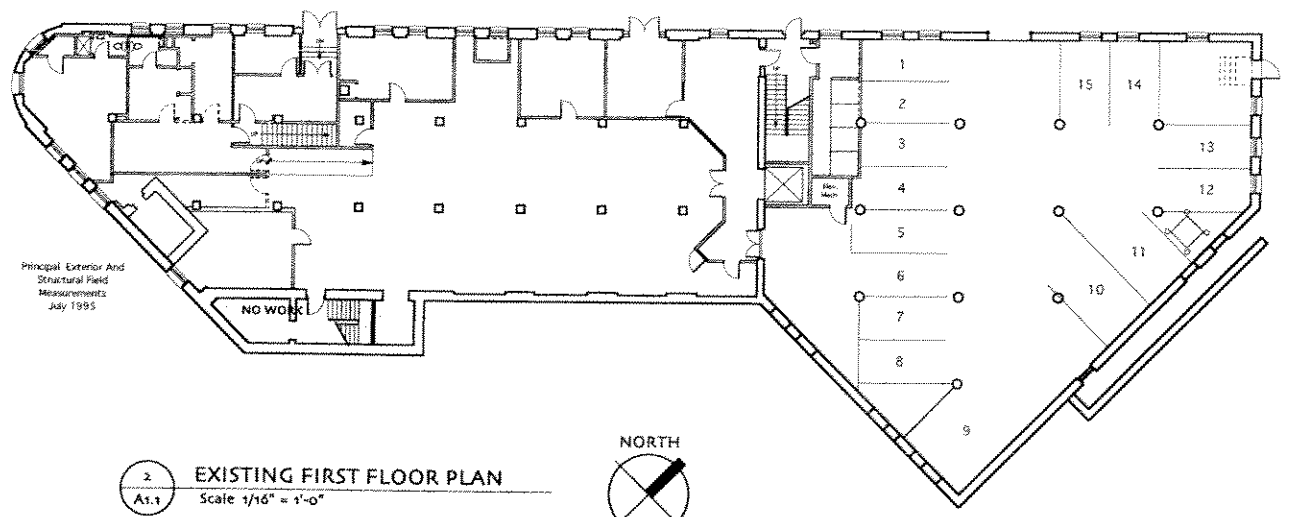 1
2
3
4
5
6
7
8
9
15
14
13
12
11
10
UP
Elev.
Mech
Principal Exterior And
Structural Field
Measurements
July 1995
NO WORK
NORTH
2
A1.1
EXISTING FIRST FLOOR PLAN
Scale 1/16" = 1'-0"